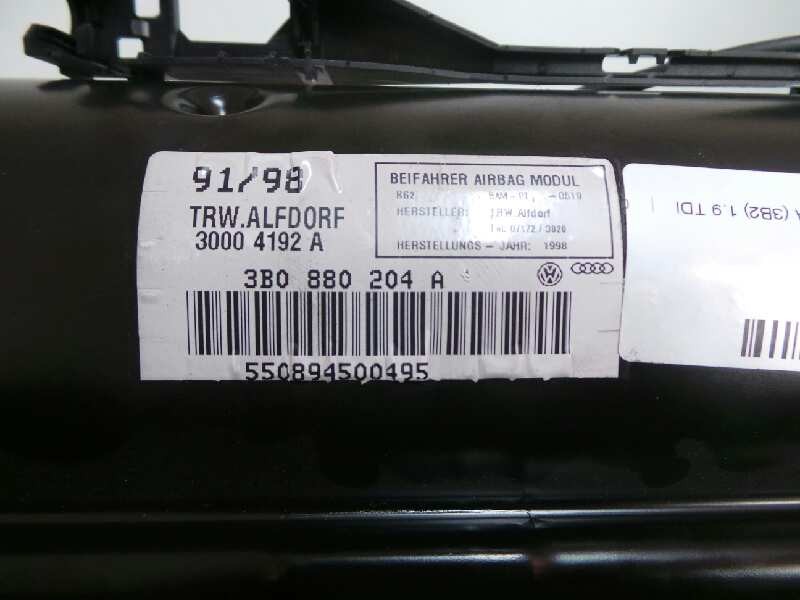 91/98
TRW.ALFDORF
3000 4192 A
BEIFAHRER AIRBAG MODUL
HERSTELLER: TRW.Alfdorf
HERSTELLUNGS - JAHR: 1998
3B0 880 204 A
550894500495
(3B2) 1.9 TDI